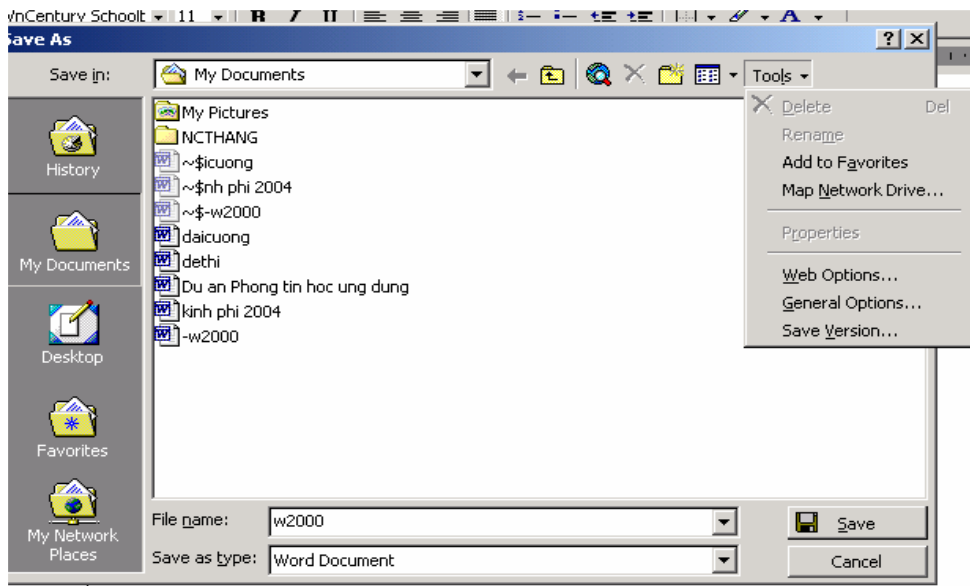 .VnCentury Schoolb 11 B I U A
Save As ?
Save in: My Documents Tools
Delete Del
Rename
Add to Favorites
Map Network Drive...
Properties
Web Options...
General Options...
Save Version...
History
My Documents
Desktop
Favorites
My Network
Places
My Pictures
NCTHANG
~$icuong
~$nh phi 2004
~$-w2000
daicuong
dethi
Du an Phong tin hoc ung dung
kinh phi 2004
-w2000
File name: w2000 Save
Save as type: Word Document Cancel